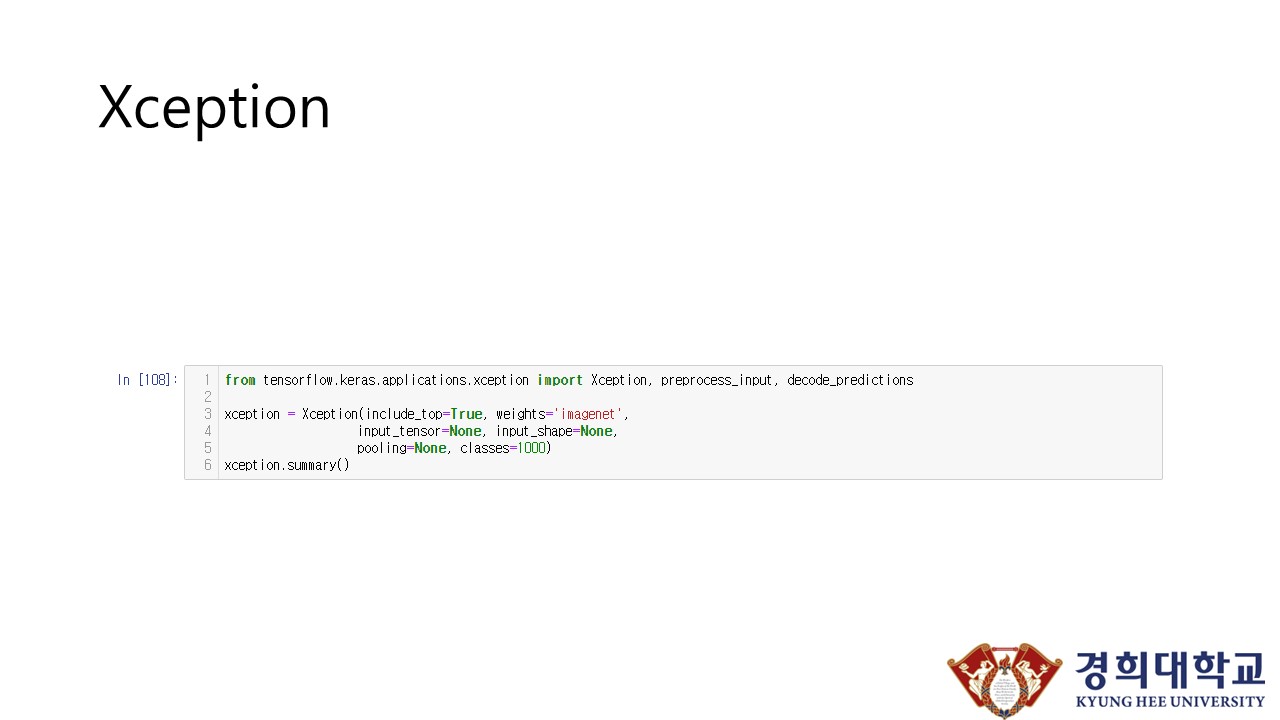 Xception
In [108]:
1 from tensorflow.keras.applications.xception import Xception, preprocess_input, decode_predictions
2
3 xception = Xception(include_top=True, weights='imagenet',
4 input_tensor=None, input_shape=None,
5 pooling=None, classes=1000)
6 xception.summary()
경희대학교
KYUNG HEE UNIVERSITY